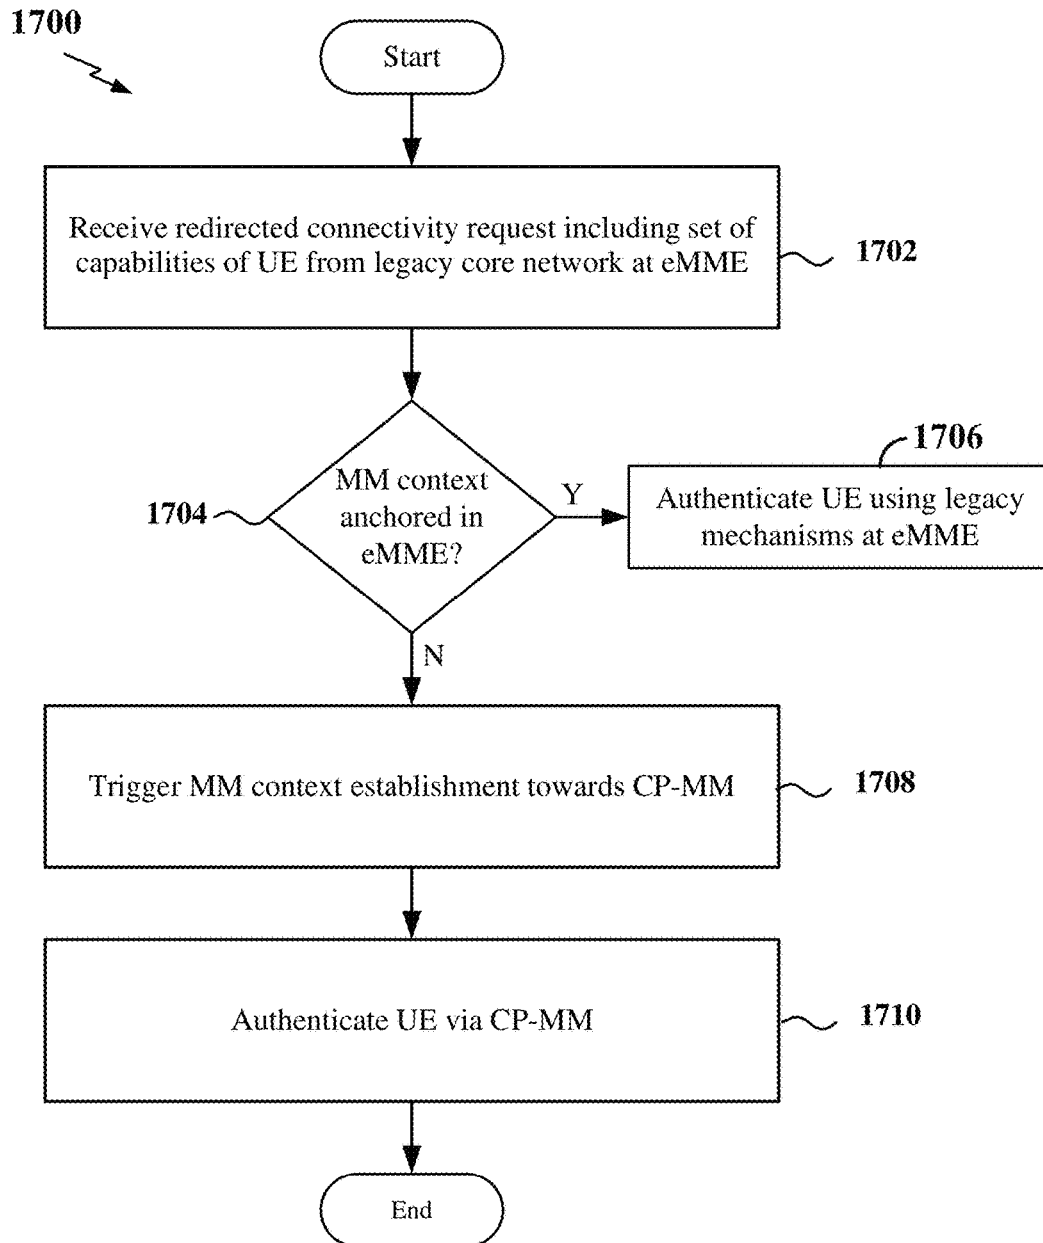 1700
Start
Receive redirected connectivity request including set of
capabilities of UE from legacy core network at eMME
1702
MM context
anchored in
eMME?
1704
Y
1706
Authenticate UE using legacy
mechanisms at eMME
N
Trigger MM context establishment towards CP-MM
1708
Authenticate UE via CP-MM
1710
End